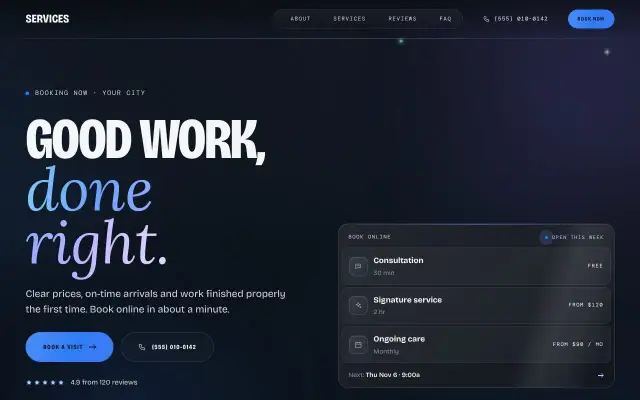 SERVICES
ABOUT SERVICES REVIEWS FAQ
(555) 010-0142
BOOK NOW
BOOKING NOW · YOUR CITY
GOOD WORK,
done
right.
Clear prices, on-time arrivals and work finished properly
the first time. Book online in about a minute.
BOOK A VISIT →
(555) 010-0142
★★★★★ 4.9 from 120 reviews
BOOK ONLINE
OPEN THIS WEEK
Consultation
30 min
FREE
Signature service
2 hr
FROM $120
Ongoing care
Monthly
FROM $90 / MO
Next: Thu Nov 6 · 9:00a →